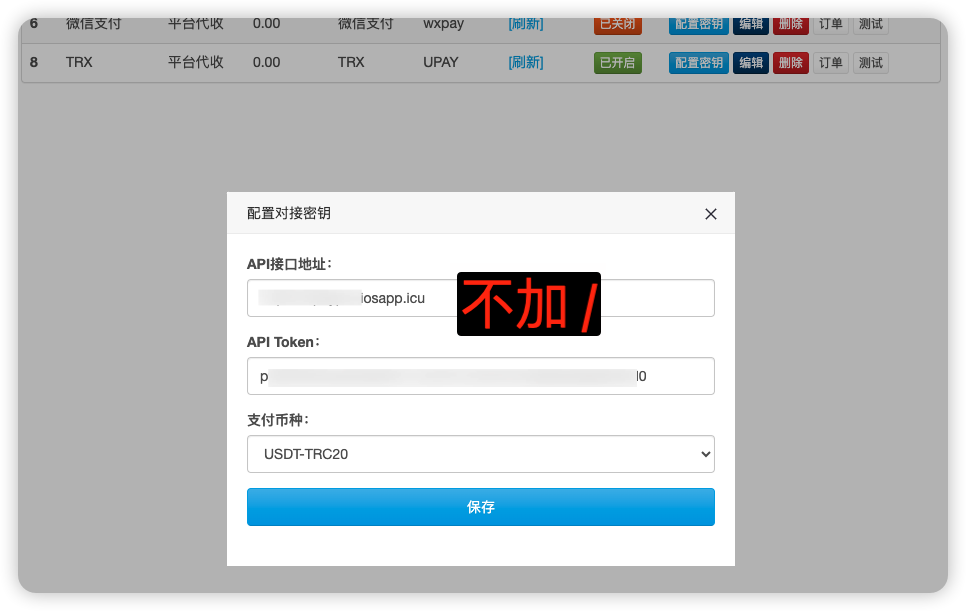 6 微信支付 平台代收 0.00 微信支付 wxpay [刷新] 已关闭 配置密钥 编辑 删除 订单 测试
8 TRX 平台代收 0.00 TRX UPAY [刷新] 已开启 配置密钥 编辑 删除 订单 测试
配置对接密钥 ×
API接口地址：
iosapp.icu 不加 /
API Token：
p l0
支付币种：
USDT-TRC20
保存